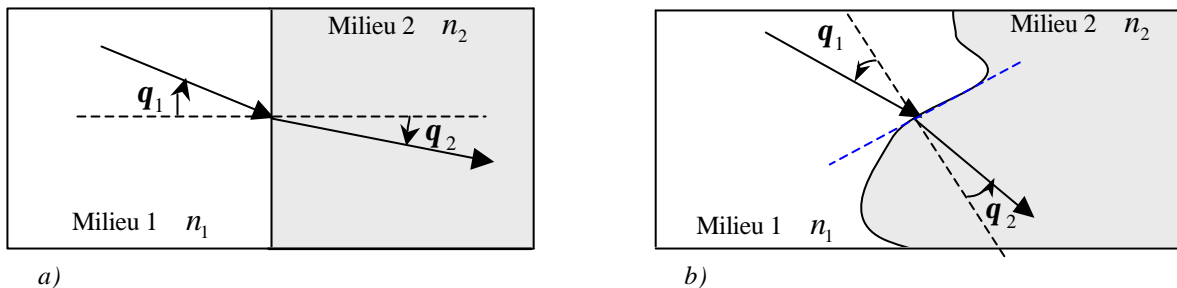 Milieu 2 n₂
q₁
q₂
Milieu 1 n₁
a)
Milieu 2 n₂
q₁
q₂
Milieu 1 n₁
b)